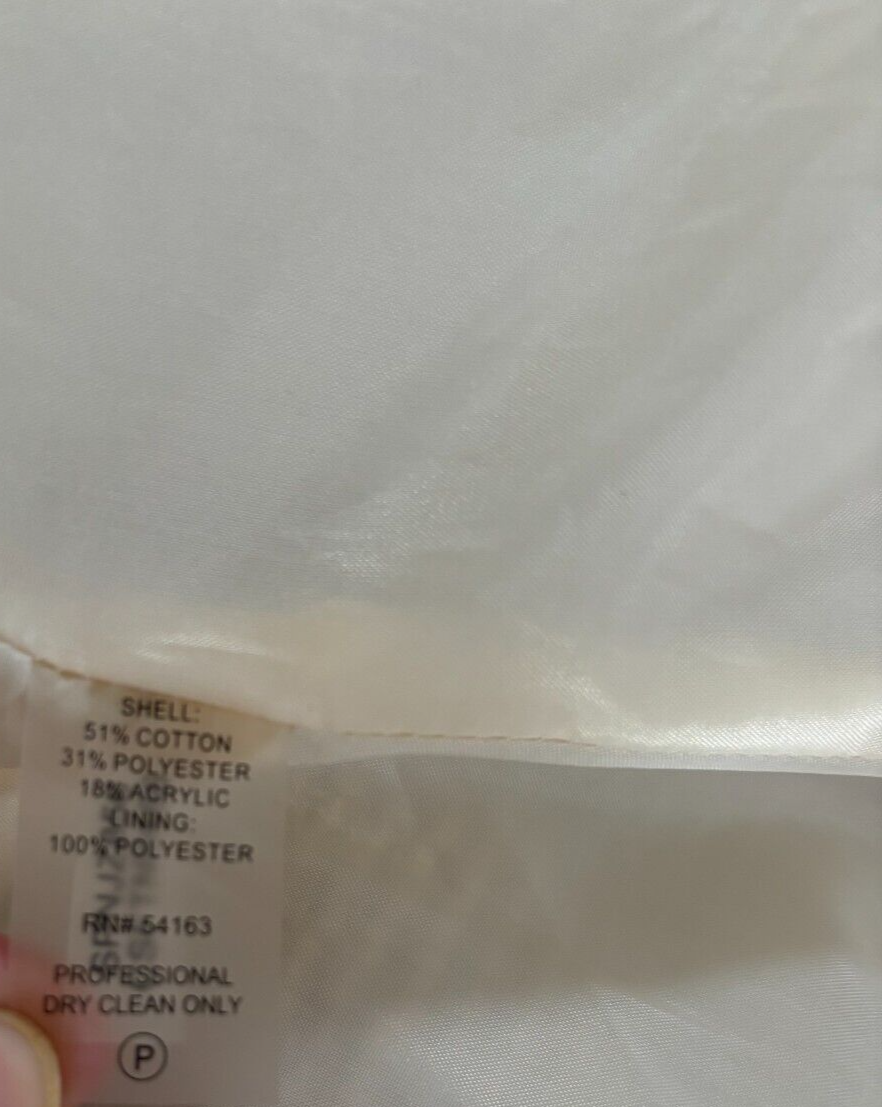 SHELL:
51% COTTON
31% POLYESTER
18% ACRYLIC
LINING:
100% POLYESTER
RN# 54163
PROFESSIONAL
DRY CLEAN ONLY
P